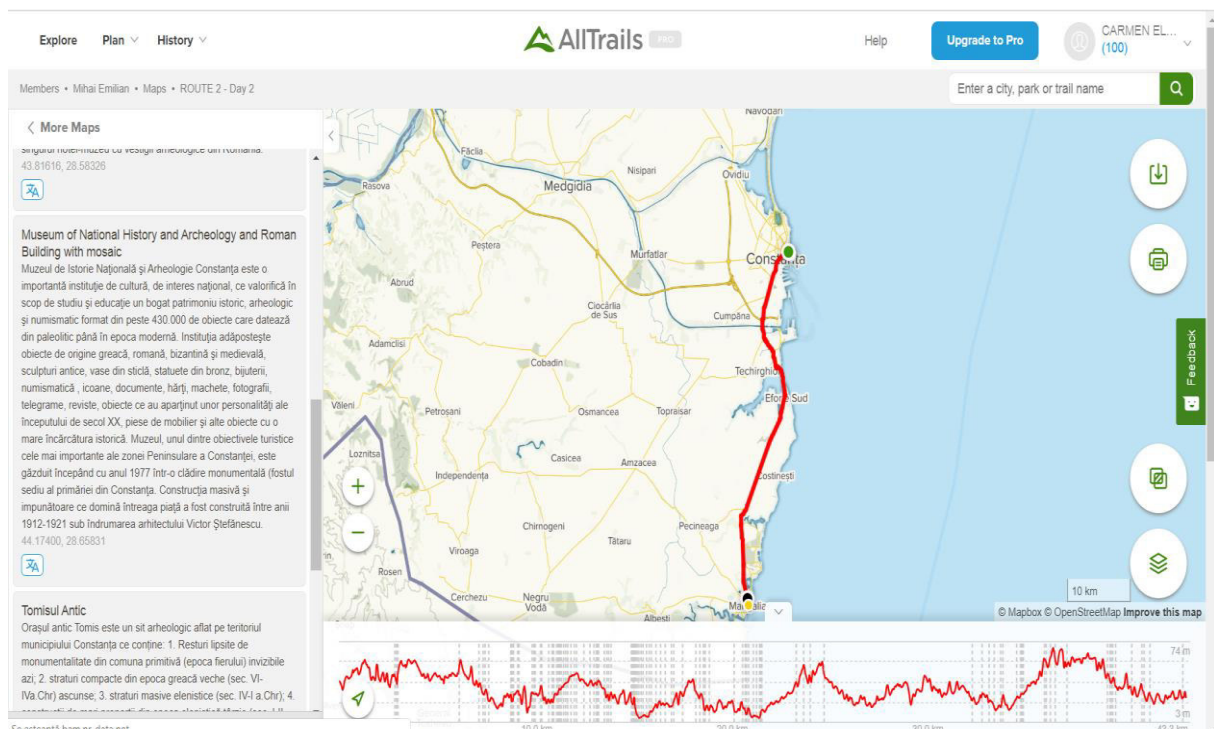 Explore Plan History
AllTrails PRO
Help
Upgrade to Pro
CARMEN EL...
(100)
Members • Mihai Emilian • Maps • ROUTE 2 - Day 2
Enter a city, park or trail name
More Maps
singurul hotel-muzeu cu vestigii arheologice din România.
43.81616, 28.58326
Museum of National History and Archeology and Roman
Building with mosaic
Muzeul de Istorie Naţională şi Arheologie Constanţa este o
importantă instituţie de cultură, de interes naţional, ce valorifică în
scop de studiu şi educaţie un bogat patrimoniu istoric, arheologic
şi numismatic format din peste 430.000 de obiecte care datează
din paleolitic până în epoca modernă. Instituţia adăposteşte
obiecte de origine greacă, romană, bizantină şi medievală,
sculpturi antice, vase din sticlă, statuete din bronz, bijuterii,
numismatică , icoane, documente, hărţi, machete, fotografii,
telegrame, reviste, obiecte ce au aparţinut unor personalităţi ale
începutului de secol XX, piese de mobilier şi alte obiecte cu o
mare încărcătura istorică. Muzeul, unul dintre obiectivele turistice
cele mai importante ale zonei Peninsulare a Constanţei, este
găzduit începând cu anul 1977 într-o clădire monumentală (fostul
sediu al primăriei din Constanţa. Construcţia masivă şi
impunătoare ce domină întreaga piaţă a fost construită între anii
1912-1921 sub îndrumarea arhitectului Victor Ştefănescu.
44.17400, 28.65831
Tomisul Antic
Oraşul antic Tomis este un sit arheologic aflat pe teritoriul
municipiului Constanţa ce conţine: 1. Resturi lipsite de
monumentalitate din comuna primitivă (epoca fierului) invizibile
azi; 2. straturi compacte din epoca greacă veche (sec. VI-
IVa.Chr) ascunse; 3. straturi masive elenistice (sec. IV-I a.Chr); 4.
Năvodari
Făclia
Nisipari
Ovidiu
Rasova
Medgidia
Peştera
Murfatlar
Constanţa
Abrud
Ciocârlia
de Sus
Cumpăna
Adamclisi
Cobadin
Techirghiol
Eforie Sud
Văleni
Petrosani
Osmancea
Topraisar
Loznitsa
Casicea
Amzacea
Independenţa
Costineşti
Chirnogeni
Pecineaga
Tătaru
Viroaga
Rosen
Cerchezu
Negru
Vodă
Albesti
Mangalia
10 km
© Mapbox © OpenStreetMap Improve this map
Feedback
74 m
3 m
10.0 km
20.0 km
30.0 km